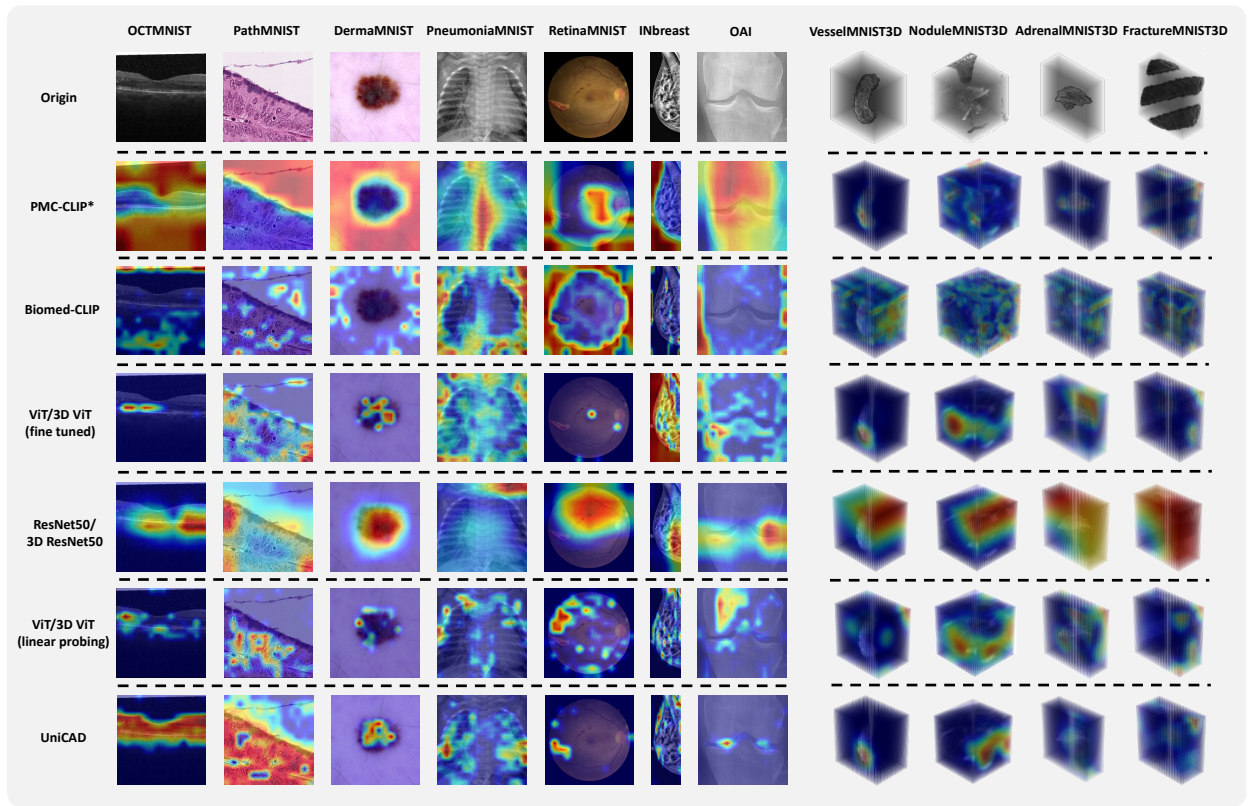 OCTMNIST PathMNIST DermaMNIST PneumoniaMNIST RetinaMNIST INbreast OAI VesselMNIST3D NoduleMNIST3D AdrenalMNIST3D FractureMNIST3D
Origin
PMC-CLIP*
Biomed-CLIP
ViT/3D ViT
(fine tuned)
ResNet50/
3D ResNet50
ViT/3D ViT
(linear probing)
UniCAD